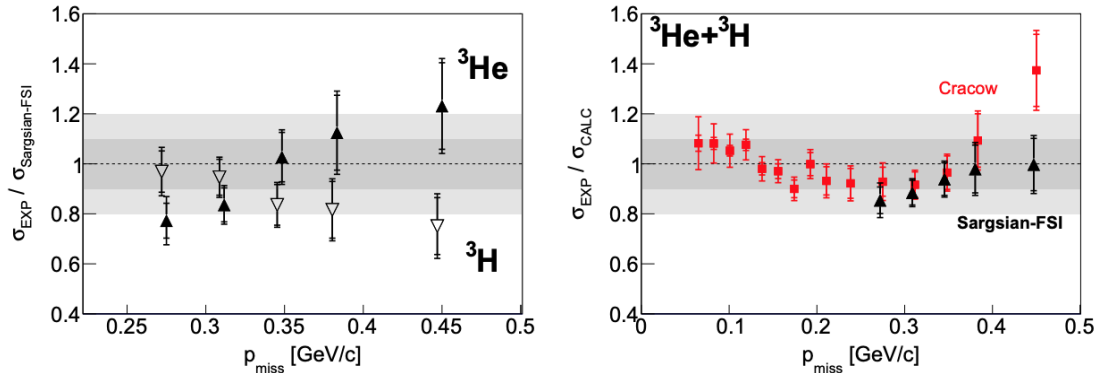 1.6
1.4
1.2
1
0.8
0.6
0.4
0.25
0.3
0.35
0.4
0.45
0.5
σEXP / σSargsian-FSI
pmiss [GeV/c]
³He
³H
1.6
1.4
1.2
1
0.8
0.6
0.4
0
0.1
0.2
0.3
0.4
0.5
σEXP / σCALC
pmiss [GeV/c]
³He+³H
Cracow
Sargsian-FSI